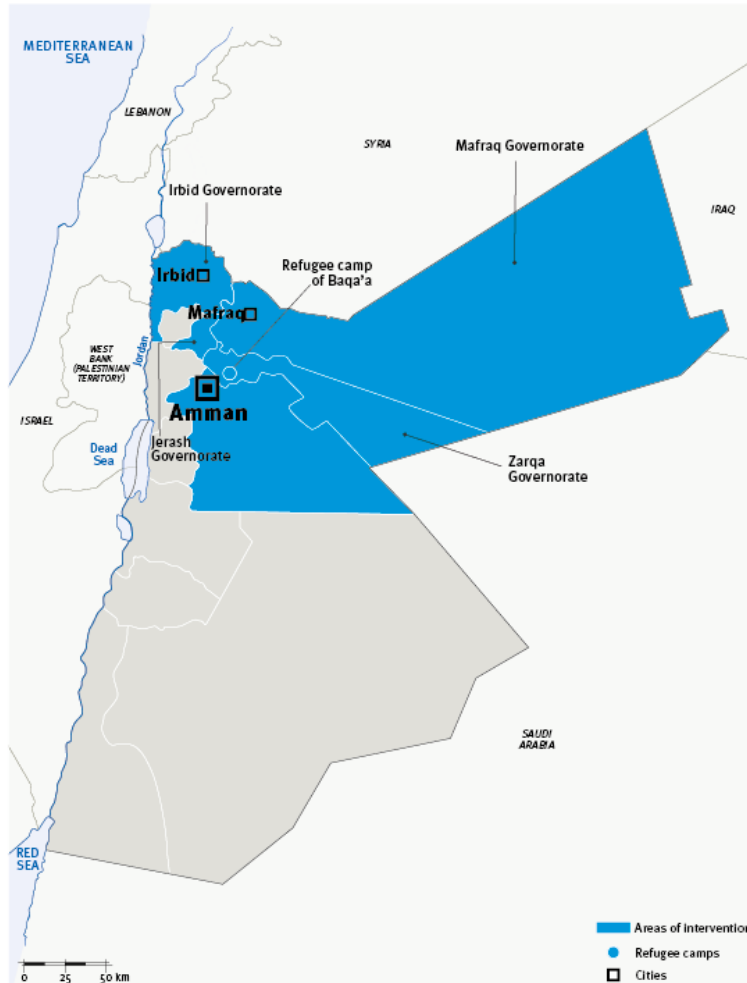 MEDITERRANEAN
SEA
LEBANON
SYRIA
Mafraq Governorate
Irbid Governorate
IRAQ
Refugee camp
of Baqa'a
Irbid
Mafraq
WEST
BANK
(PALESTINIAN
TERRITORY)
Jordan
Amman
ISRAEL
Dead
Sea
Jerash
Governorate
Zarqa
Governorate
SAUDI
ARABIA
RED
SEA
Areas of intervention
Refugee camps
Cities
0 25 50 km